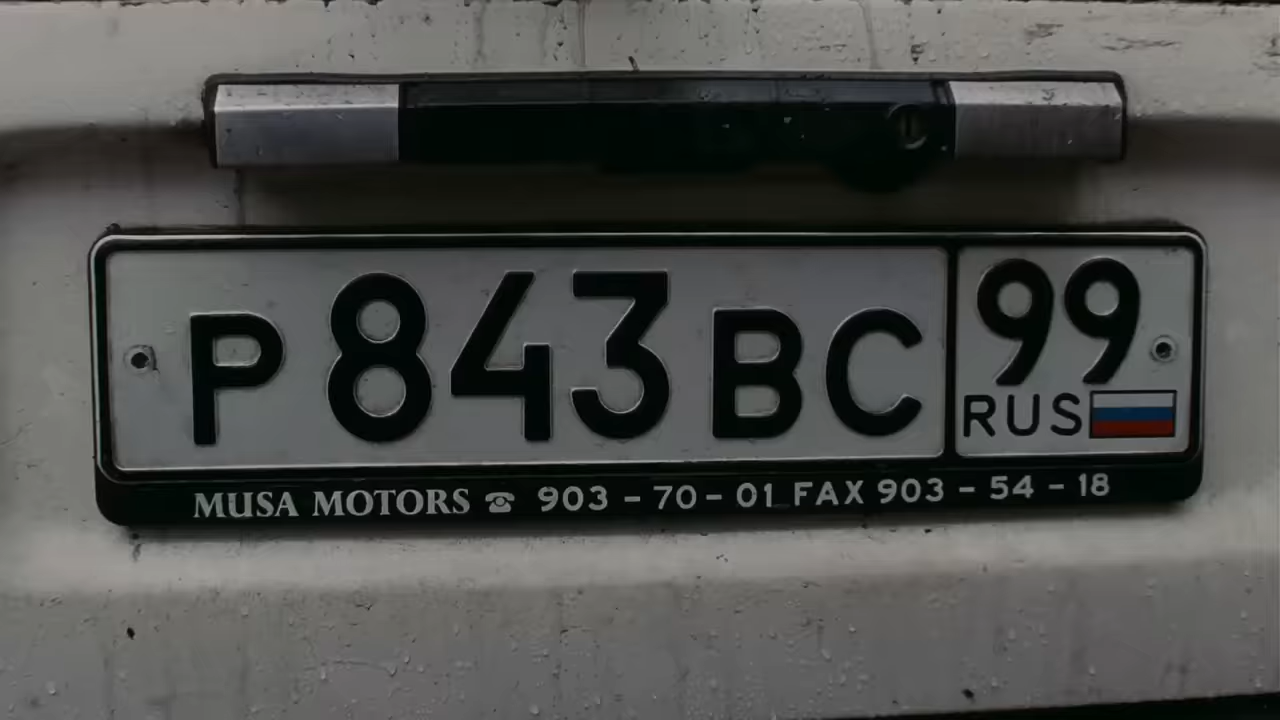 Р843ВС 99
RUS
MUSA MOTORS ☎ 903 - 70 - 01 FAX 903 - 54 - 18